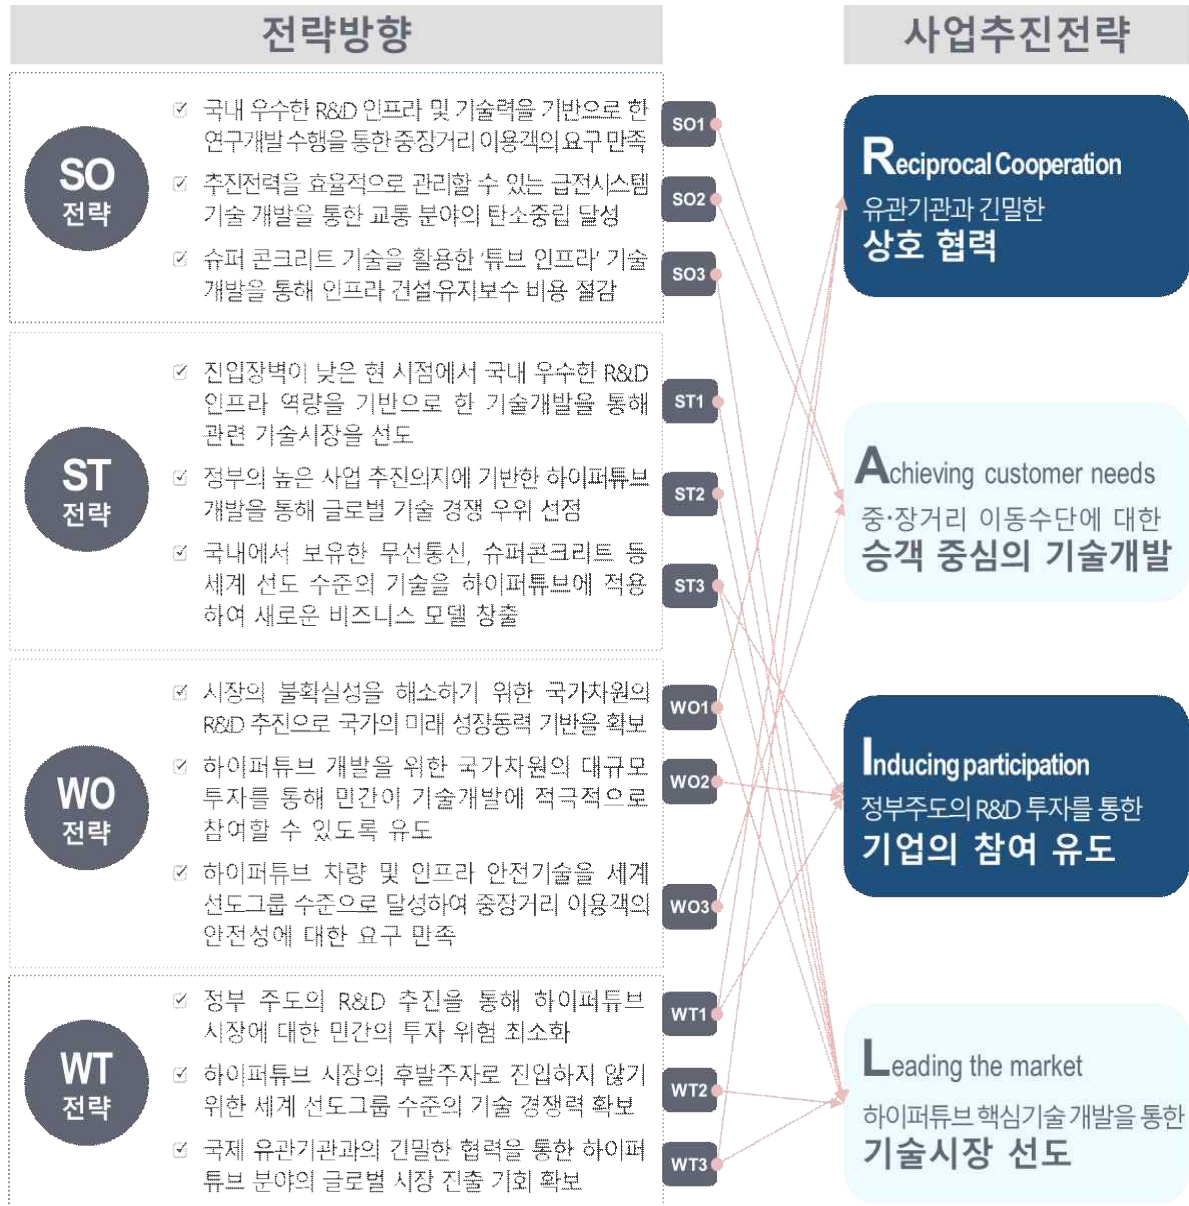 전략방향
사업추진전략
SO
전략
국내 우수한 R&D 인프라 및 기술력을 기반으로 한
연구개발 수행을 통한 중장거리 이용객의 요구 만족
추진전력을 효율적으로 관리할 수 있는 급전시스템
기술 개발을 통한 교통 분야의 탄소중립 달성
슈퍼 콘크리트 기술을 활용한 '튜브 인프라' 기술
개발을 통해 인프라 건설유지보수 비용 절감
SO1
SO2
SO3
ST
전략
진입장벽이 낮은 현 시점에서 국내 우수한 R&D
인프라 역량을 기반으로 한 기술개발을 통해
관련 기술시장을 선도
정부의 높은 사업 추진의지에 기반한 하이퍼튜브
개발을 통해 글로벌 기술 경쟁 우위 선점
국내에서 보유한 무선통신, 슈퍼콘크리트 등
세계 선도 수준의 기술을 하이퍼튜브에 적용
하여 새로운 비즈니스 모델 창출
ST1
ST2
ST3
WO
전략
시장의 불확실성을 해소하기 위한 국가차원의
R&D 추진으로 국가의 미래 성장동력 기반을 확보
하이퍼튜브 개발을 위한 국가차원의 대규모
투자를 통해 민간이 기술개발에 적극적으로
참여할 수 있도록 유도
하이퍼튜브 차량 및 인프라 안전기술을 세계
선도그룹 수준으로 달성하여 중장거리 이용객의
안전성에 대한 요구 만족
WO1
WO2
WO3
WT
전략
정부 주도의 R&D 추진을 통해 하이퍼튜브
시장에 대한 민간의 투자 위험 최소화
하이퍼튜브 시장의 후발주자로 진입하지 않기
위한 세계 선도그룹 수준의 기술 경쟁력 확보
국제 유관기관과의 긴밀한 협력을 통한 하이퍼
튜브 분야의 글로벌 시장 진출 기회 확보
WT1
WT2
WT3
Reciprocal Cooperation
유관기관과 긴밀한
상호 협력
Achieving customer needs
중·장거리 이동수단에 대한
승객 중심의 기술개발
Inducing participation
정부주도의 R&D 투자를 통한
기업의 참여 유도
Leading the market
하이퍼튜브 핵심기술 개발을 통한
기술시장 선도